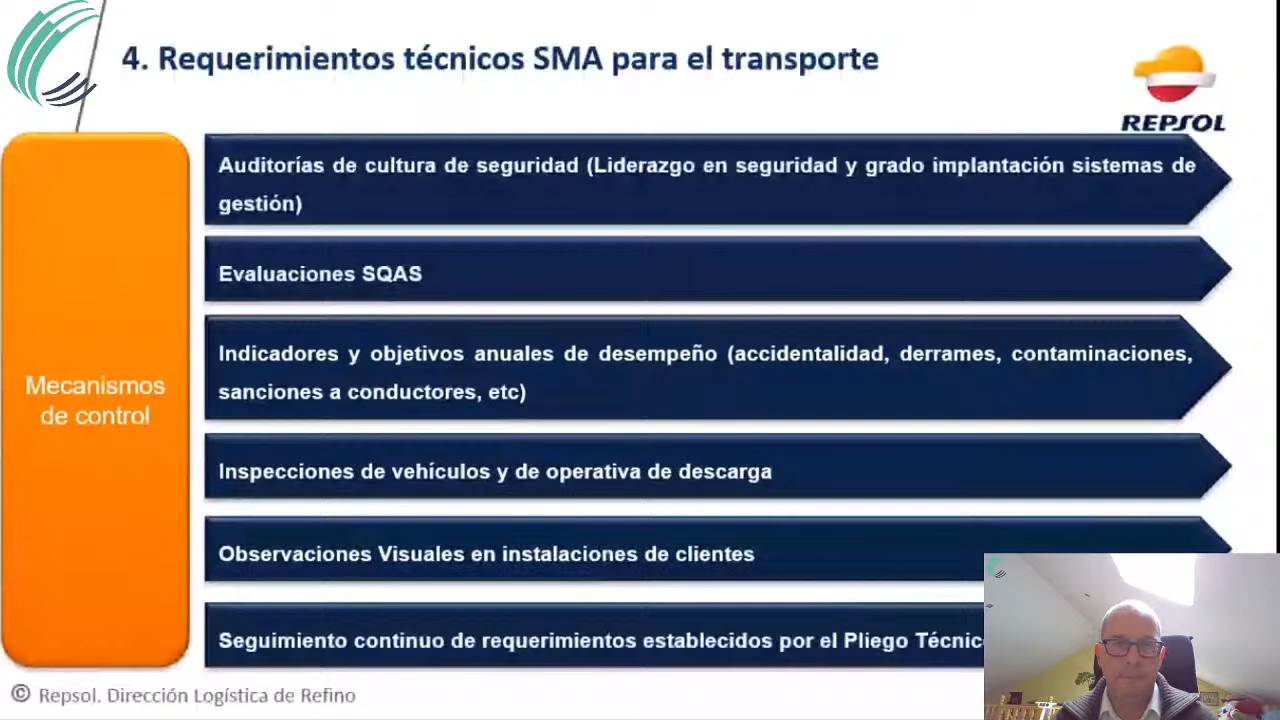 4. Requerimientos técnicos SMA para el transporte
REPSOL
Mecanismos
de control
Auditorías de cultura de seguridad (Liderazgo en seguridad y grado implantación sistemas de
gestión)
Evaluaciones SQAS
Indicadores y objetivos anuales de desempeño (accidentalidad, derrames, contaminaciones,
sanciones a conductores, etc)
Inspecciones de vehículos y de operativa de descarga
Observaciones Visuales en instalaciones de clientes
Seguimiento continuo de requerimientos establecidos por el Pliego
© Repsol. Dirección Logística de Refino